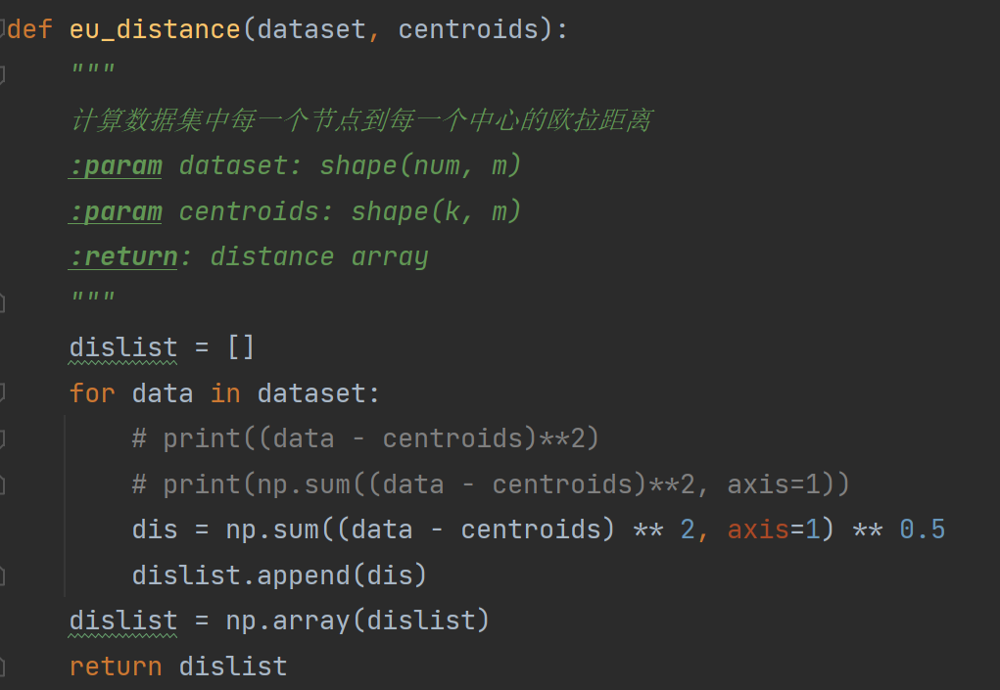 def eu_distance(dataset, centroids):
    """
    计算数据集中每一个节点到每一个中心的欧拉距离
    :param dataset: shape(num, m)
    :param centroids: shape(k, m)
    :return: distance array
    """
    dislist = []
    for data in dataset:
        # print((data - centroids)**2)
        # print(np.sum((data - centroids)**2, axis=1))
        dis = np.sum((data - centroids) ** 2, axis=1) ** 0.5
        dislist.append(dis)
    dislist = np.array(dislist)
    return dislist